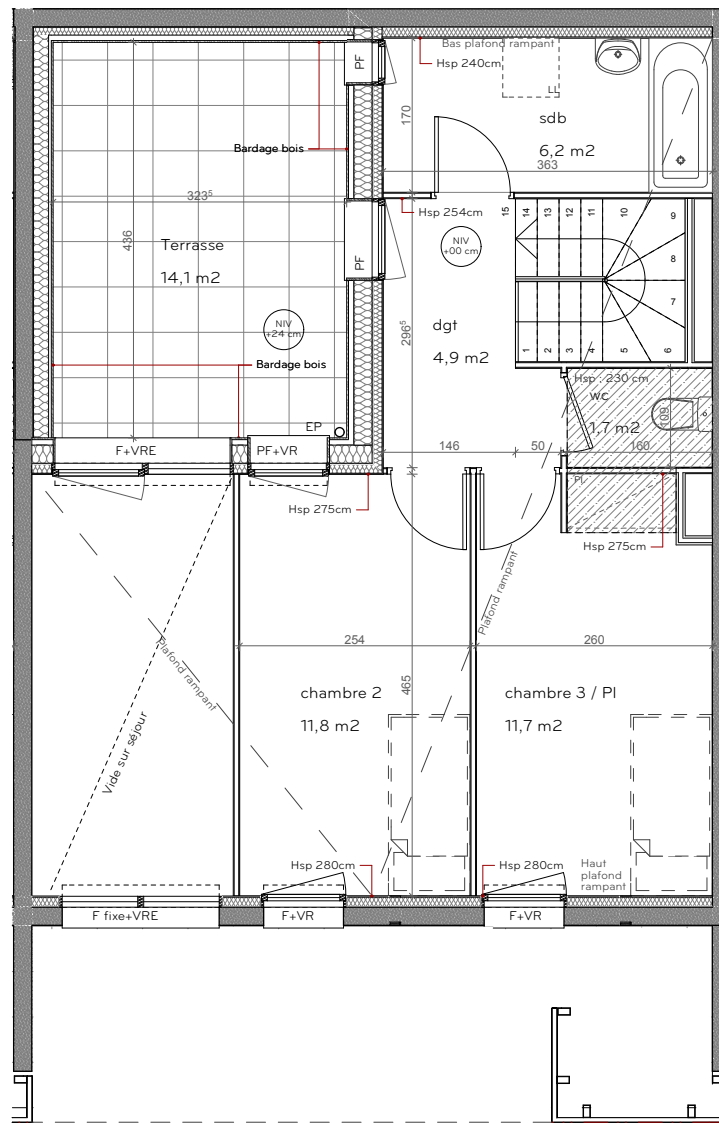 Bas plafond rampant
Hsp 240cm
PF
LL
sdb
6,2 m2
363
170
Bardage bois
323⁵
436
Terrasse
14,1 m2
NIV
+24 cm
Bardage bois
EP
PF
Hsp 254cm
NIV
+00 cm
15
14
13
12
11
10
9
8
7
6
5
4
3
2
1
dgt
4,9 m2
296⁵
Hsp : 230 cm
wc
1,7 m2
109
146
50
160
F+VRE
PF+VR
PI
Hsp 275cm
Hsp 275cm
Plafond rampant
Plafond rampant
254
260
465
chambre 2
11,8 m2
chambre 3 / PI
11,7 m2
Vide sur séjour
Hsp 280cm
Hsp 280cm
Haut
plafond
rampant
F fixe+VRE
F+VR
F+VR